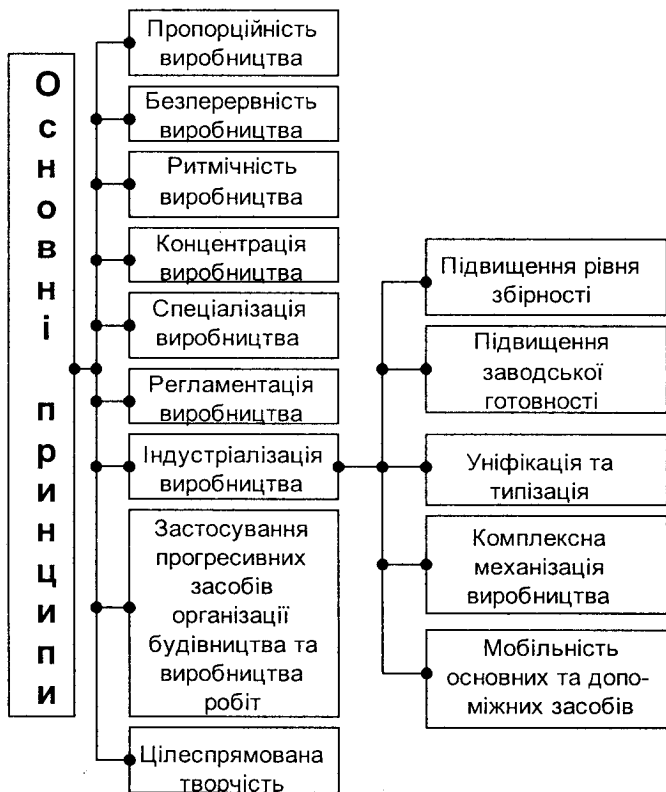 Основні принципи
Пропорційність
виробництва
Безперервність
виробництва
Ритмічність
виробництва
Концентрація
виробництва
Спеціалізація
виробництва
Регламентація
виробництва
Індустріалізація
виробництва
Застосування
прогресивних
засобів
організації
будівництва та
виробництва
робіт
Цілеспрямована
творчість
Підвищення рівня
збірності
Підвищення
заводської
готовності
Уніфікація та
типізація
Комплексна
механізація
виробництва
Мобільність
основних та допо-
міжних засобів